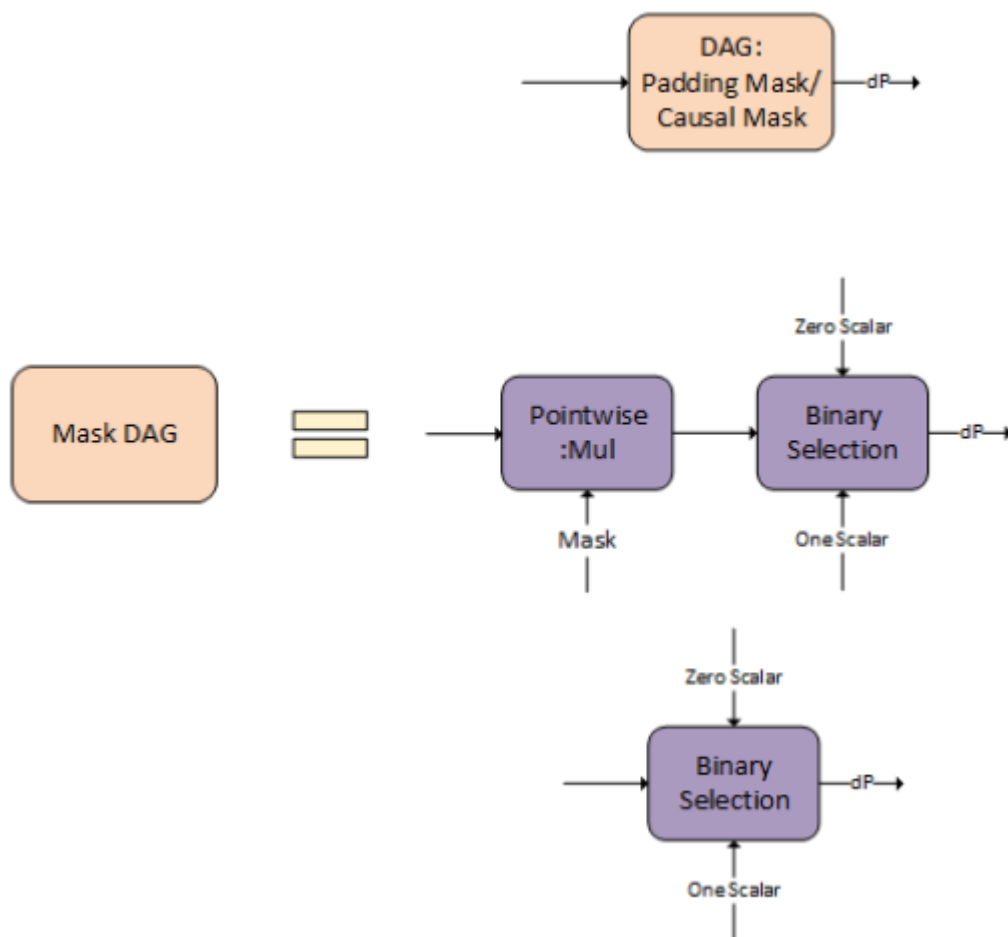 DAG:
Padding Mask/
Causal Mask
dP
Zero Scalar
Mask DAG
Pointwise
:Mul
Binary
Selection
dP
Mask
One Scalar
Zero Scalar
Binary
Selection
dP
One Scalar